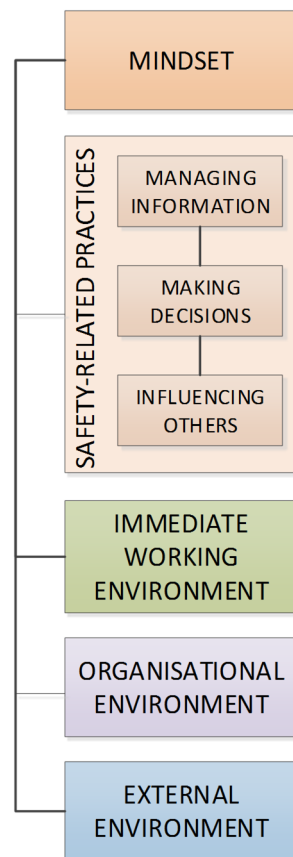 MINDSET
SAFETY-RELATED PRACTICES
MANAGING
INFORMATION
MAKING
DECISIONS
INFLUENCING
OTHERS
IMMEDIATE
WORKING
ENVIRONMENT
ORGANISATIONAL
ENVIRONMENT
EXTERNAL
ENVIRONMENT